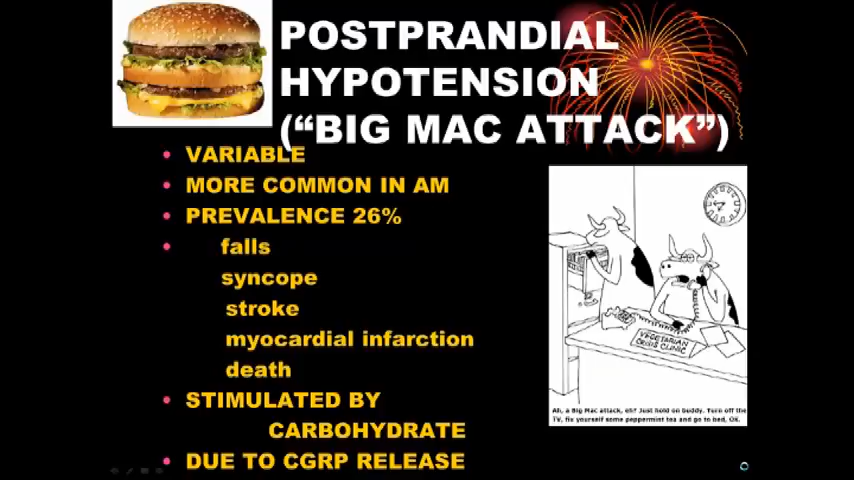 POSTPRANDIAL
HYPOTENSION
(“BIG MAC ATTACK”)
• VARIABLE
• MORE COMMON IN AM
• PREVALENCE 26%
• falls
syncope
stroke
myocardial infarction
death
• STIMULATED BY
CARBOHYDRATE
• DUE TO CGRP RELEASE
VEGETARIAN
CRISIS CLINIC
Ah, a Big Mac attack, eh? Just hold on buddy. Turn off the
TV, fix yourself some peppermint tea and go to bed, OK.